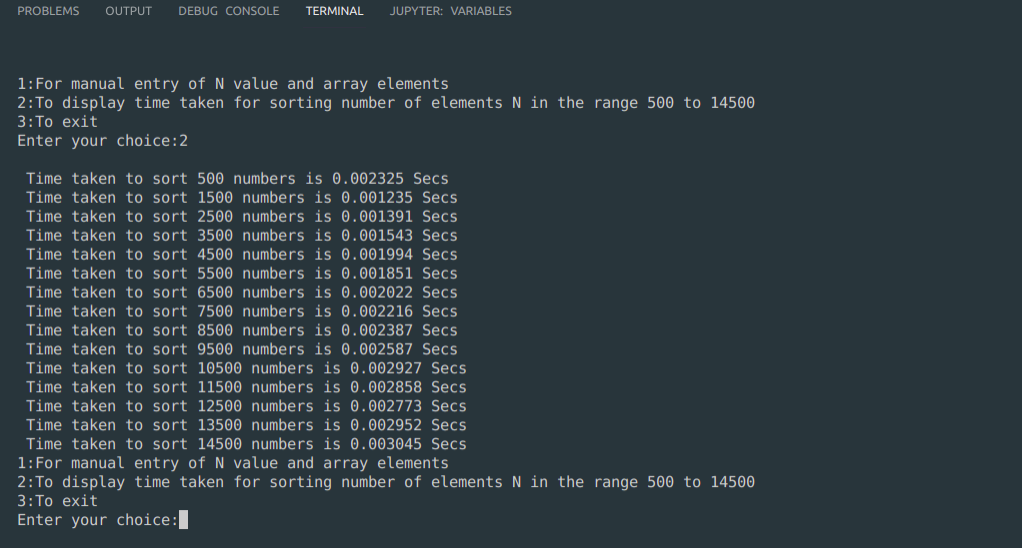 PROBLEMS OUTPUT DEBUG CONSOLE TERMINAL JUPYTER: VARIABLES
1:For manual entry of N value and array elements
2:To display time taken for sorting number of elements N in the range 500 to 14500
3:To exit
Enter your choice:2
Time taken to sort 500 numbers is 0.002325 Secs
Time taken to sort 1500 numbers is 0.001235 Secs
Time taken to sort 2500 numbers is 0.001391 Secs
Time taken to sort 3500 numbers is 0.001543 Secs
Time taken to sort 4500 numbers is 0.001994 Secs
Time taken to sort 5500 numbers is 0.001851 Secs
Time taken to sort 6500 numbers is 0.002022 Secs
Time taken to sort 7500 numbers is 0.002216 Secs
Time taken to sort 8500 numbers is 0.002387 Secs
Time taken to sort 9500 numbers is 0.002587 Secs
Time taken to sort 10500 numbers is 0.002927 Secs
Time taken to sort 11500 numbers is 0.002858 Secs
Time taken to sort 12500 numbers is 0.002773 Secs
Time taken to sort 13500 numbers is 0.002952 Secs
Time taken to sort 14500 numbers is 0.003045 Secs
1:For manual entry of N value and array elements
2:To display time taken for sorting number of elements N in the range 500 to 14500
3:To exit
Enter your choice: